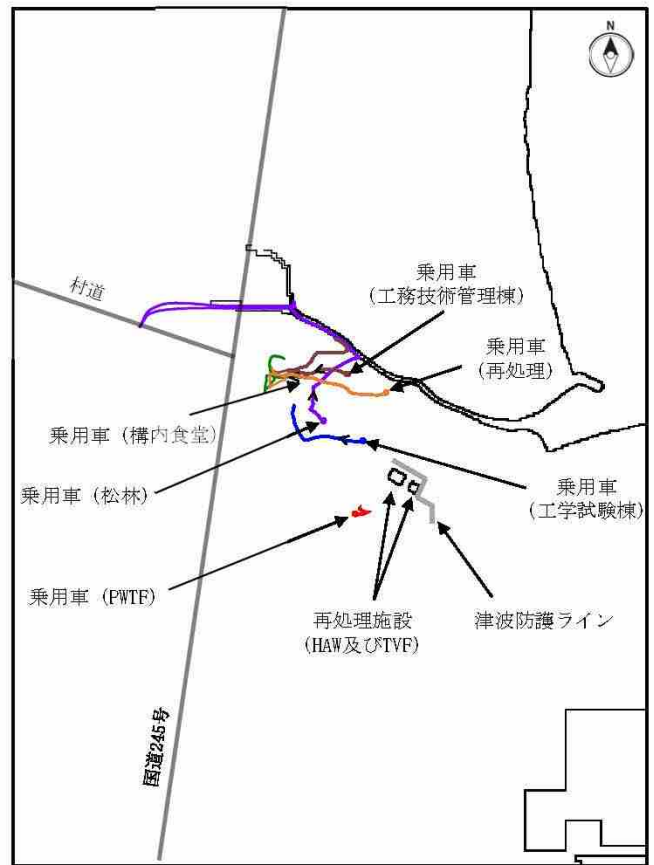 N
村道
乗用車
(工務技術管理棟)
乗用車
(再処理)
乗用車 (構内食堂)
乗用車 (松林)
乗用車
(工学試験棟)
乗用車 (PWTF)
再処理施設
(HAW及びTVF)
津波防護ライン
国道245号